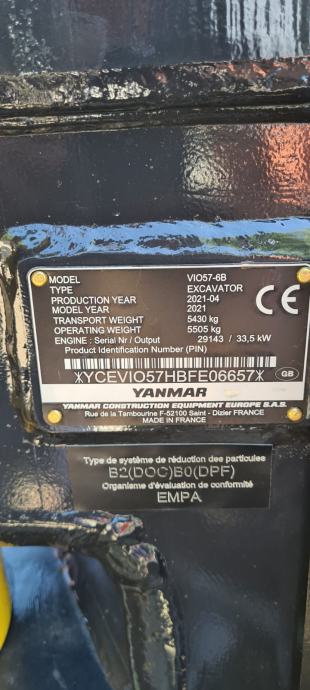 MODEL VIO57-6B
TYPE EXCAVATOR
PRODUCTION YEAR 2021-04
MODEL YEAR 2021
TRANSPORT WEIGHT 5430 kg
OPERATING WEIGHT 5505 kg
ENGINE : Serial Nr / Output 29143 / 33,5 kW
Product Identification Number (PIN)
CE
*YCEVIO57HBFE06657*
GB
YANMAR
YANMAR CONSTRUCTION EQUIPMENT EUROPE S.A.S.
Rue de la Tambourine F-52100 Saint - Dizier FRANCE
MADE IN FRANCE
Type de système de réduction des particules
B2(DOC)B0(DPF)
Organisme d'évaluation de conformité
EMPA